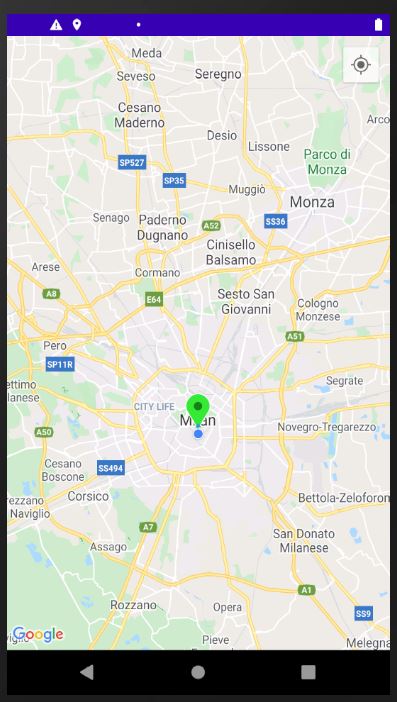 Meda
Seveso
Seregno
Cesano
Maderno
Arco
Desio
Lissone
Parco di
Monza
SP527
SP35
Muggiò
Monza
Senago
Paderno
Dugnano
A52
SS36
Cinisello
Balsamo
Arese
Cormano
A8
E64
Sesto San
Giovanni
Cologno
Monzese
A51
Pero
SP11R
ettimo
lanese
Segrate
CITY LIFE
Milan
A50
Novegro-Tregarezzo
Cesano
Boscone
SS494
rezzano
Naviglio
Corsico
Bettola-Zeloforom
A7
San Donato
Milanese
Assago
A1
Rozzano
Opera
SS9
Google
Pieve
Melegna